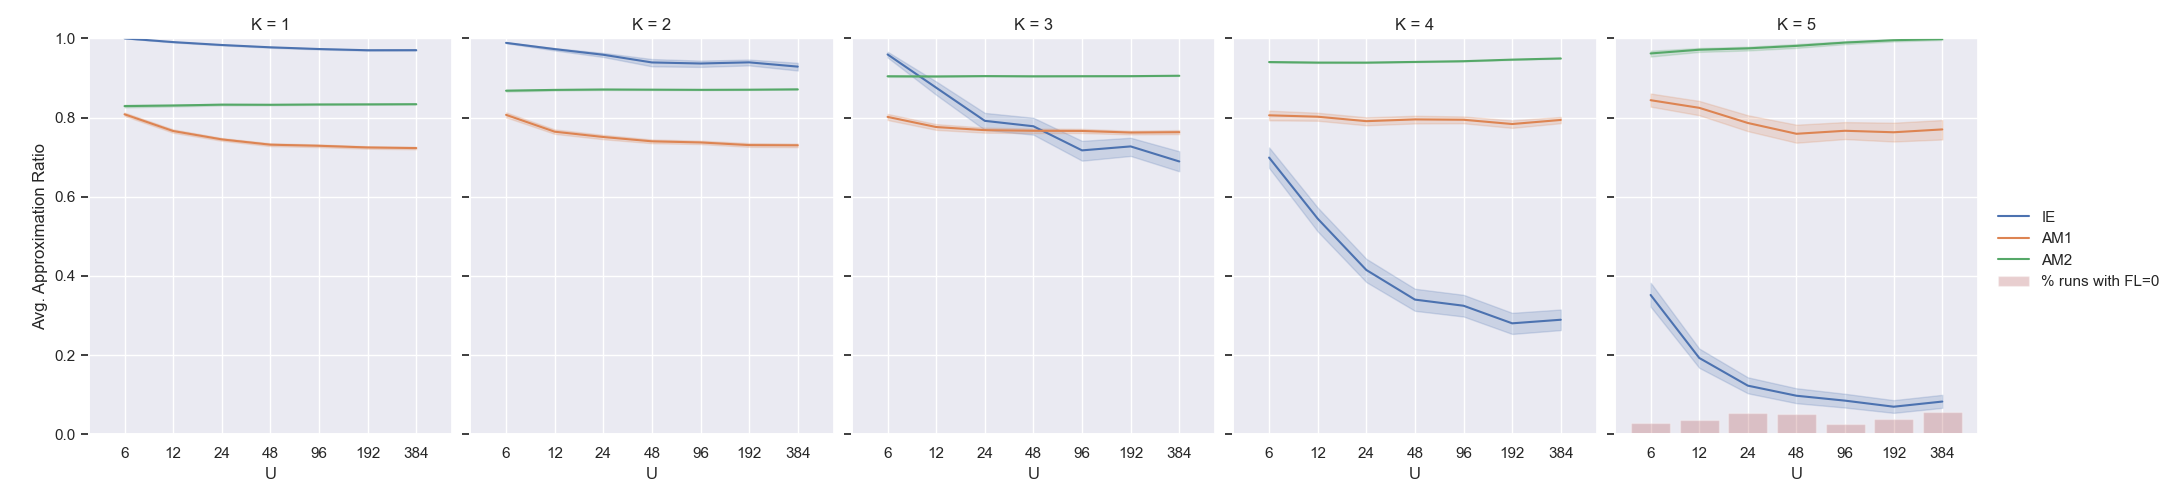 K = 1
K = 2
K = 3
K = 4
K = 5
Avg. Approximation Ratio
1.0
0.8
0.6
0.4
0.2
0.0
6 12 24 48 96 192 384
6 12 24 48 96 192 384
6 12 24 48 96 192 384
6 12 24 48 96 192 384
6 12 24 48 96 192 384
U
U
U
U
U
IE
AM1
AM2
% runs with FL=0